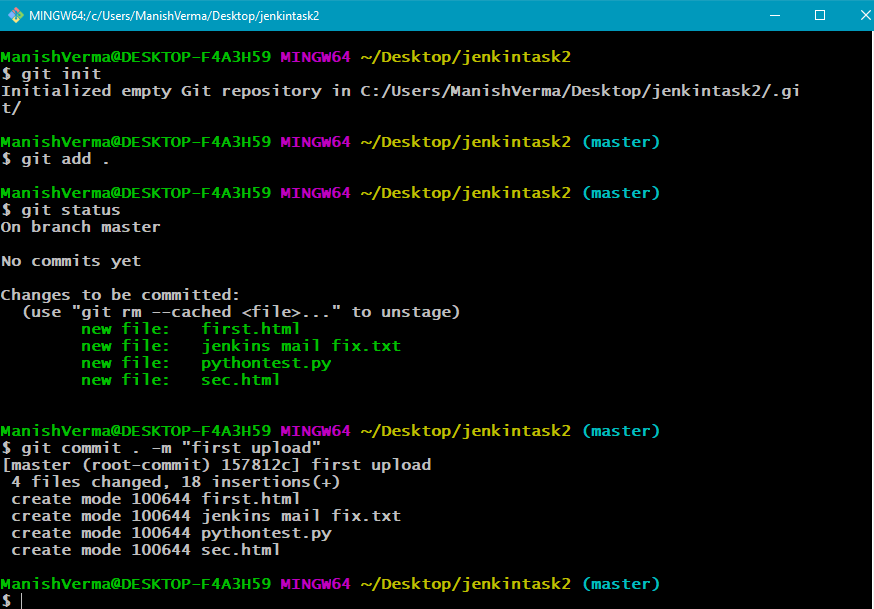 MINGW64:/c/Users/ManishVerma/Desktop/jenkintask2
ManishVerma@DESKTOP-F4A3H59 MINGW64 ~/Desktop/jenkintask2
$ git init
Initialized empty Git repository in C:/Users/ManishVerma/Desktop/jenkintask2/.gi
t/
ManishVerma@DESKTOP-F4A3H59 MINGW64 ~/Desktop/jenkintask2 (master)
$ git add .
ManishVerma@DESKTOP-F4A3H59 MINGW64 ~/Desktop/jenkintask2 (master)
$ git status
On branch master
No commits yet
Changes to be committed:
  (use "git rm --cached <file>..." to unstage)
        new file:   first.html
        new file:   jenkins mail fix.txt
        new file:   pythontest.py
        new file:   sec.html
ManishVerma@DESKTOP-F4A3H59 MINGW64 ~/Desktop/jenkintask2 (master)
$ git commit . -m "first upload"
[master (root-commit) 157812c] first upload
 4 files changed, 18 insertions(+)
 create mode 100644 first.html
 create mode 100644 jenkins mail fix.txt
 create mode 100644 pythontest.py
 create mode 100644 sec.html
ManishVerma@DESKTOP-F4A3H59 MINGW64 ~/Desktop/jenkintask2 (master)
$